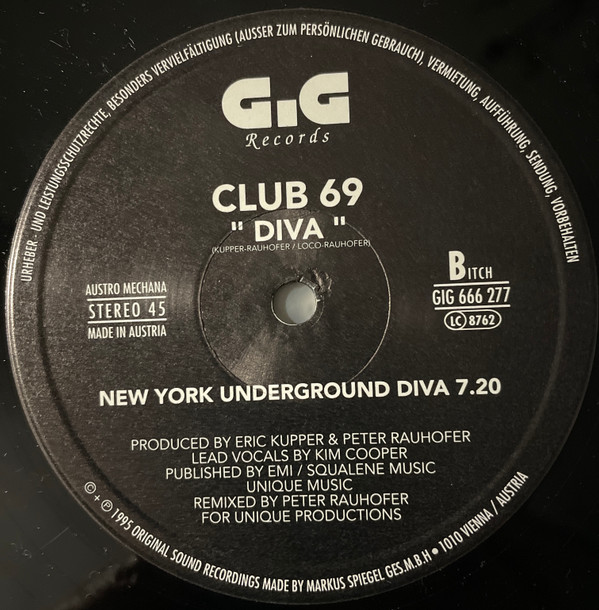 URHEBER - UND LEISTUNGSSCHUTZRECHTE, BESONDERS VERVIELFÄLTIGUNG (AUSSER ZUM PERSÖNLICHEN GEBRAUCH), VERMIETUNG, AUFFÜHRUNG, SENDUNG, VORBEHALTEN
GIG
Records
CLUB 69
" DIVA "
(KUPPER-RAUHOFER / LOCO-RAUHOFER)
AUSTRO MECHANA
STEREO 45
MADE IN AUSTRIA
BITCH
GIG 666 277
LC 8762
NEW YORK UNDERGROUND DIVA 7.20
PRODUCED BY ERIC KUPPER & PETER RAUHOFER
LEAD VOCALS BY KIM COOPER
PUBLISHED BY EMI / SQUALENE MUSIC
UNIQUE MUSIC
REMIXED BY PETER RAUHOFER
FOR UNIQUE PRODUCTIONS
© + ℗ 1995 ORIGINAL SOUND RECORDINGS MADE BY MARKUS SPIEGEL GES.M.B.H • 1010 VIENNA / AUSTRIA